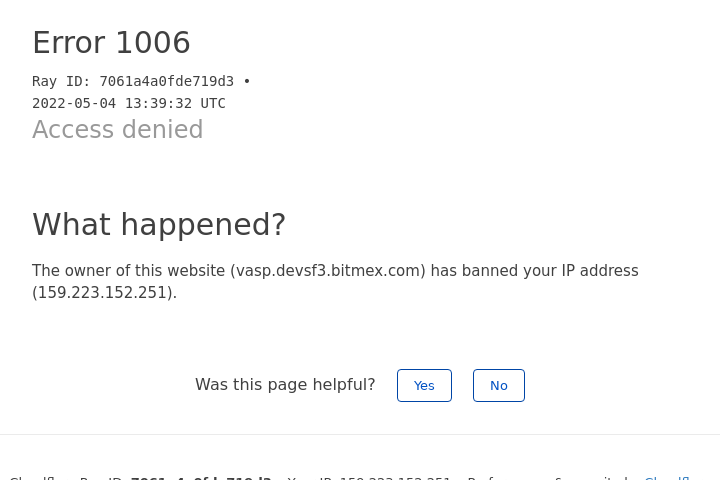 Error 1006
Ray ID: 7061a4a0fde719d3 •
2022-05-04 13:39:32 UTC
Access denied
What happened?
The owner of this website (vasp.devsf3.bitmex.com) has banned your IP address
(159.223.152.251).
Was this page helpful? Yes No